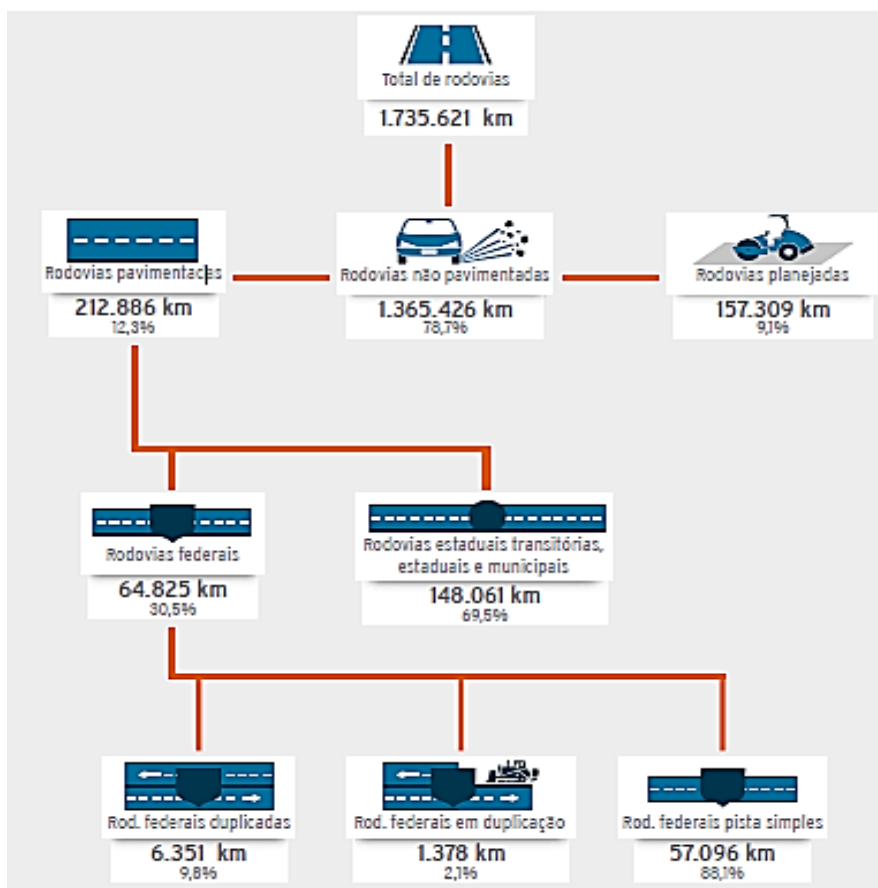 Total de rodovias
1.735.621 km
Rodovias pavimentadas
212.886 km
12,3%
Rodovias não pavimentadas
1.365.426 km
78,7%
Rodovias planejadas
157.309 km
9,1%
Rodovias federais
64.825 km
30,5%
Rodovias estaduais transitórias,
estaduais e municipais
148.061 km
69,5%
Rod. federais duplicadas
6.351 km
9,8%
Rod. federais em duplicação
1.378 km
2,1%
Rod. federais pista simples
57.096 km
88,1%